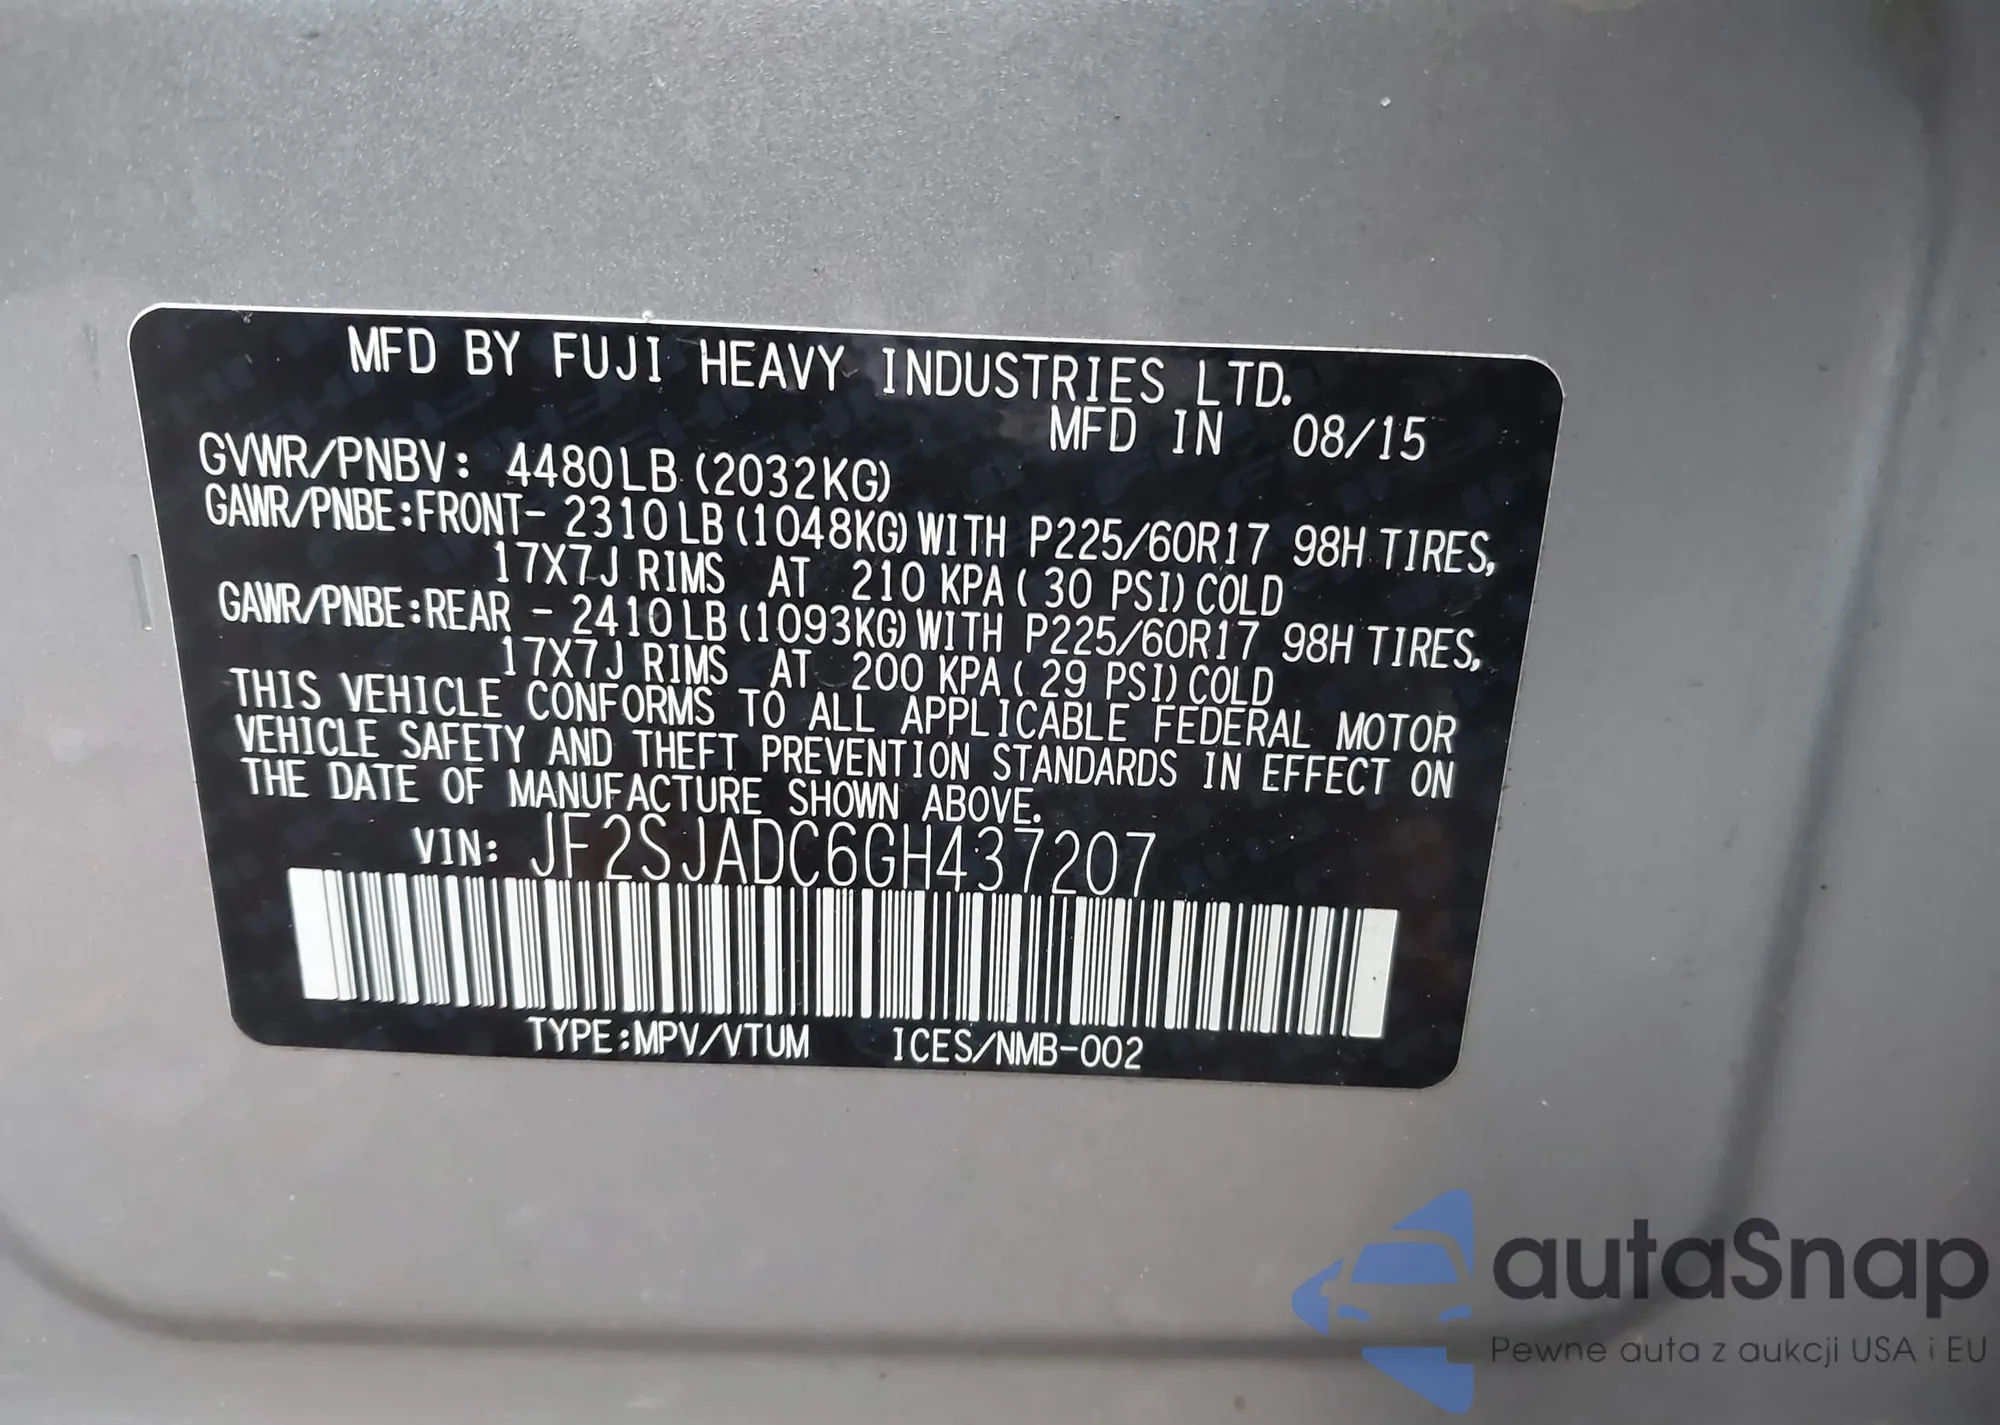 MFD BY FUJI HEAVY INDUSTRIES LTD.
MFD IN 08/15
GVWR/PNBV: 4480LB (2032KG)
GAWR/PNBE:FRONT- 2310LB (1048KG) WITH P225/60R17 98H TIRES,
17X7J RIMS AT 210 KPA ( 30 PSI) COLD
GAWR/PNBE:REAR - 2410LB (1093KG) WITH P225/60R17 98H TIRES,
17X7J RIMS AT 200 KPA ( 29 PSI) COLD
THIS VEHICLE CONFORMS TO ALL APPLICABLE FEDERAL MOTOR
VEHICLE SAFETY AND THEFT PREVENTION STANDARDS IN EFFECT ON
THE DATE OF MANUFACTURE SHOWN ABOVE.
VIN: JF2SJADC6GH437207
TYPE:MPV/VTUM ICES/NMB-002
autaSnap
Pewne auta z aukcji USA i EU